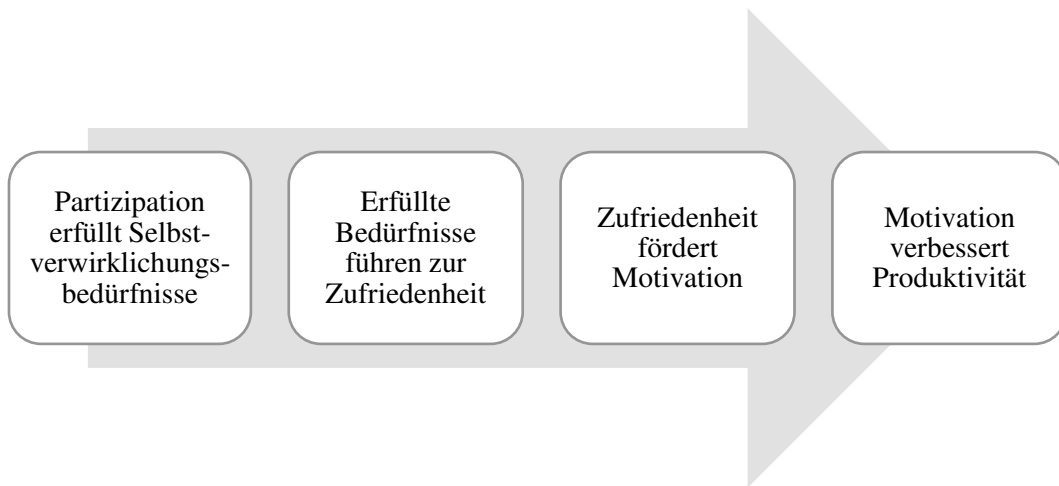 Partizipation
erfüllt Selbst-
verwirklichungs-
bedürfnisse
Erfüllte
Bedürfnisse
führen zur
Zufriedenheit
Zufriedenheit
fördert
Motivation
Motivation
verbessert
Produktivität